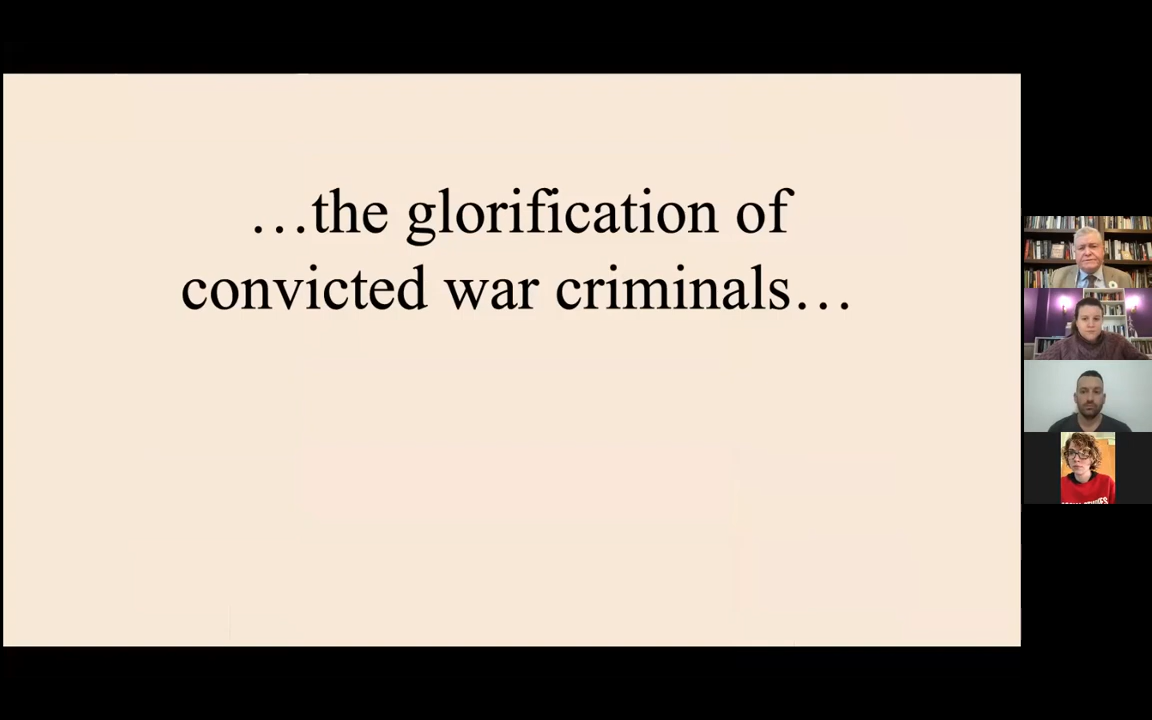 …the glorification of
convicted war criminals…